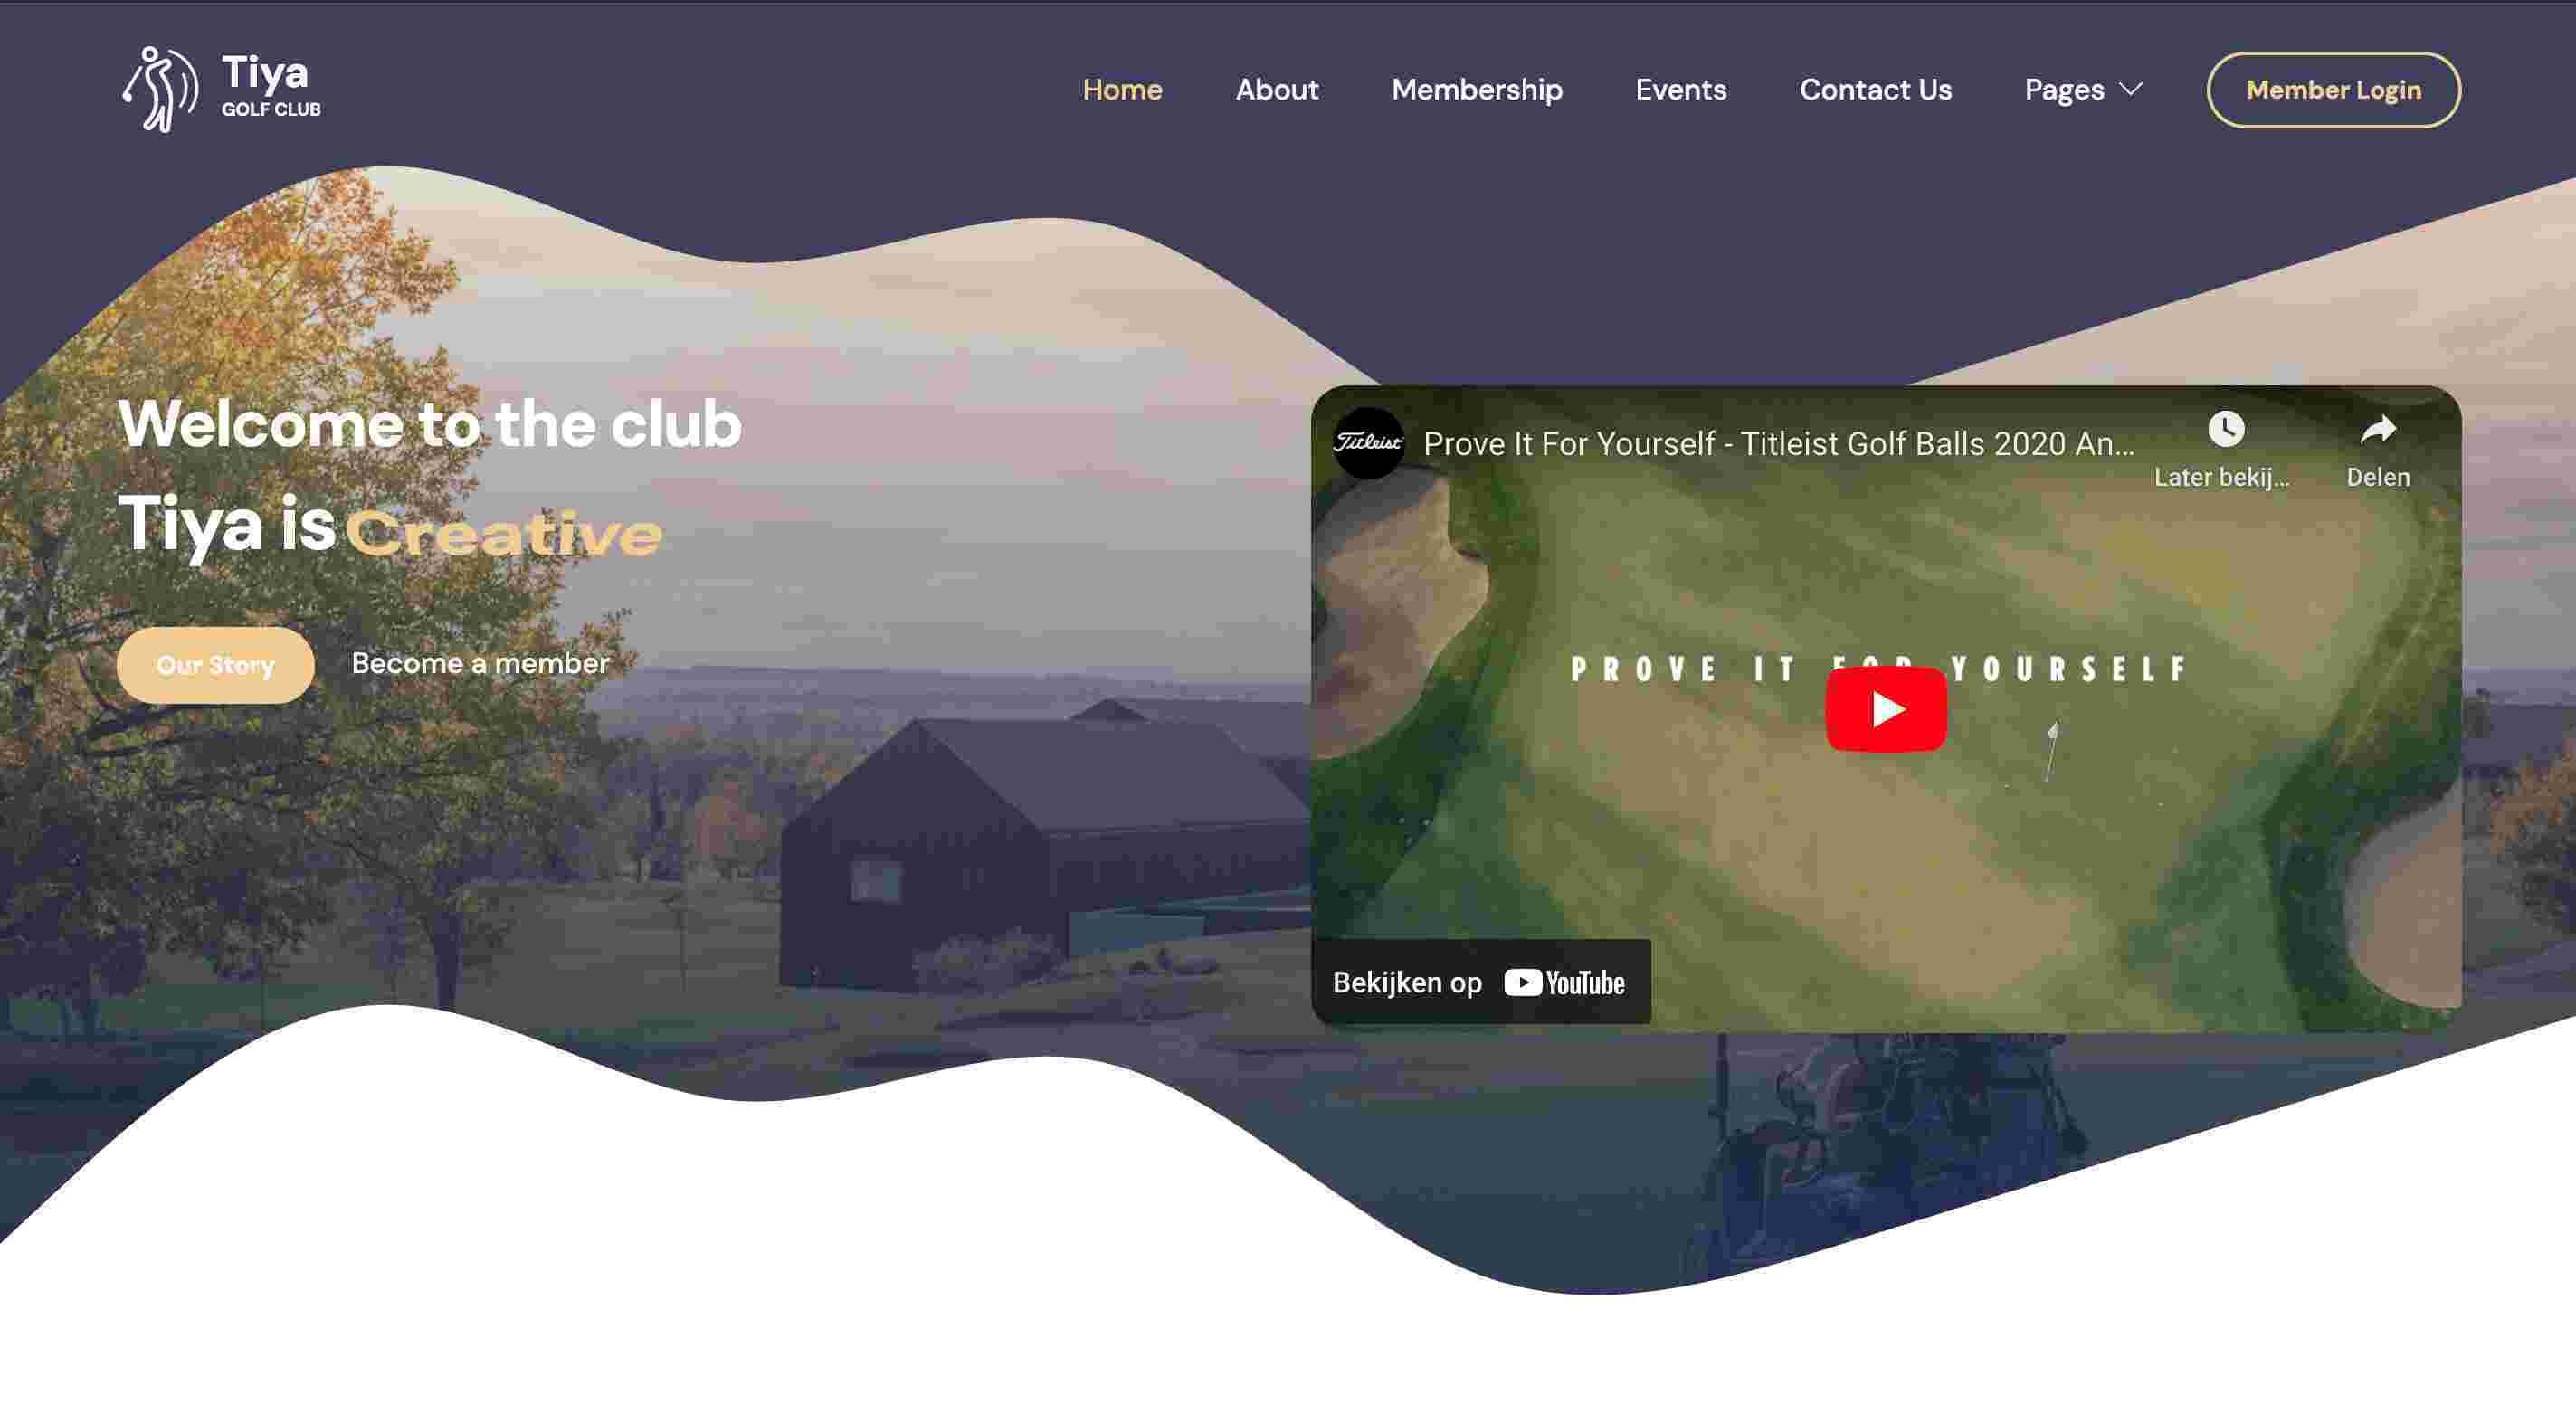 Tiya
GOLF CLUB
Home About Membership Events Contact Us Pages Member Login
Welcome to the club
Tiya is Creative
Our Story Become a member
Titleist Prove It For Yourself - Titleist Golf Balls 2020 An...
Later bekij... Delen
PROVE IT FOR YOURSELF
Bekijken op YouTube